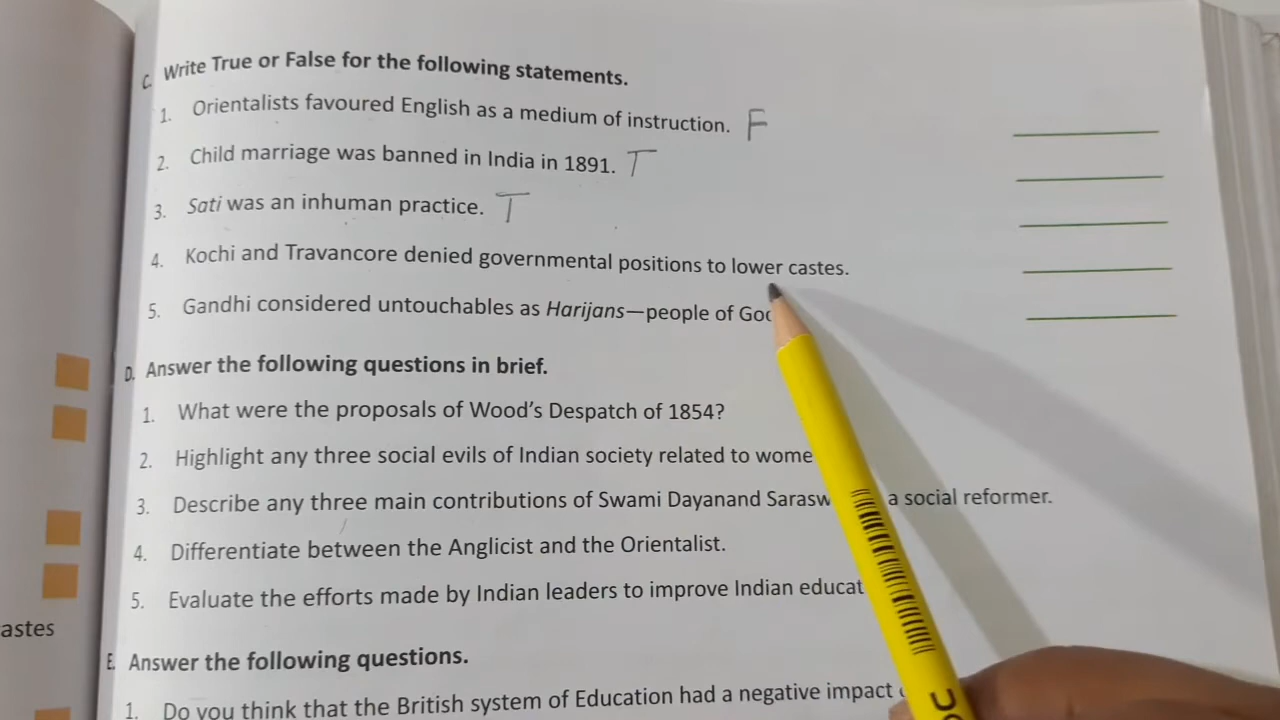 C. Write True or False for the following statements.
1. Orientalists favoured English as a medium of instruction. F
2. Child marriage was banned in India in 1891. T
3. Sati was an inhuman practice. T
4. Kochi and Travancore denied governmental positions to lower castes.
5. Gandhi considered untouchables as Harijans—people of
D. Answer the following questions in brief.
1. What were the proposals of Wood's Despatch of 1854?
2. Highlight any three social evils of Indian society related to
3. Describe any three main contributions of Swami Dayanand a social reformer.
4. Differentiate between the Anglicist and the Orientalist.
5. Evaluate the efforts made by Indian leaders to improve Indian
astes
E. Answer the following questions.
1. Do you think that the British system of Education had a negative impact